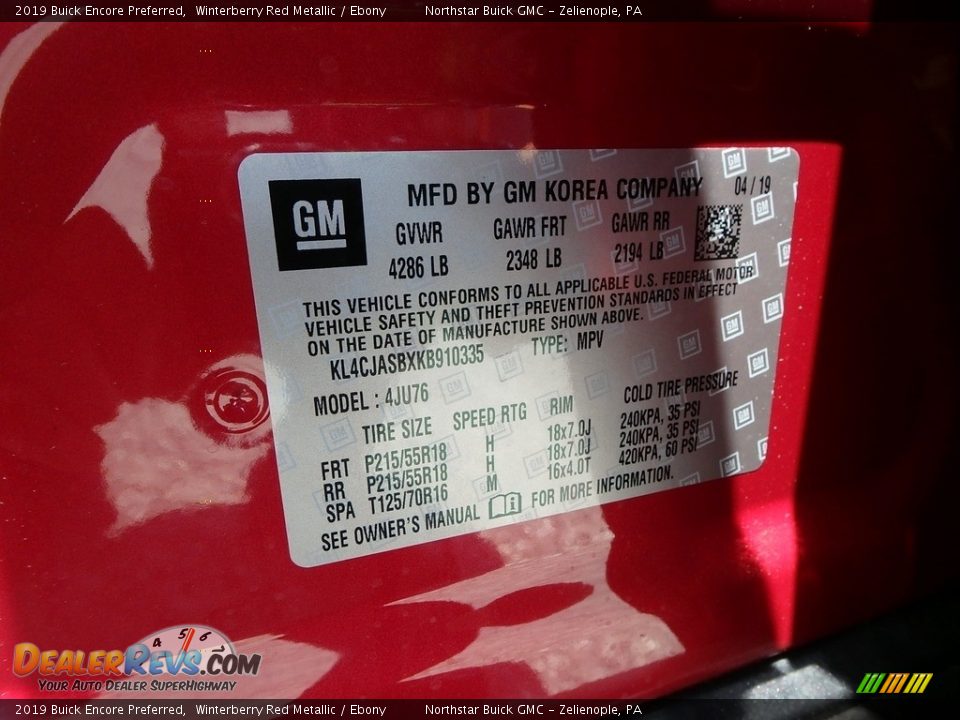 2019 Buick Encore Preferred, Winterberry Red Metallic / Ebony Northstar Buick GMC - Zelienople, PA
GM
MFD BY GM KOREA COMPANY 04 / 19
GVWR GAWR FRT GAWR RR
4286 LB 2348 LB 2194 LB
THIS VEHICLE CONFORMS TO ALL APPLICABLE U.S. FEDERAL MOTOR
VEHICLE SAFETY AND THEFT PREVENTION STANDARDS IN EFFECT
ON THE DATE OF MANUFACTURE SHOWN ABOVE.
KL4CJASBXKB910335 TYPE: MPV
MODEL : 4JU76
TIRE SIZE SPEED RTG RIM COLD TIRE PRESSURE
FRT P215/55R18 H 18x7.0J 240KPA, 35 PSI
RR P215/55R18 H 18x7.0J 240KPA, 35 PSI
SPA T125/70R16 M 16x4.0T 420KPA, 60 PSI
SEE OWNER'S MANUAL FOR MORE INFORMATION.
4 5 6
DEALERREVS.COM
YOUR AUTO DEALER SUPERHIGHWAY
2019 Buick Encore Preferred, Winterberry Red Metallic / Ebony Northstar Buick GMC - Zelienople, PA